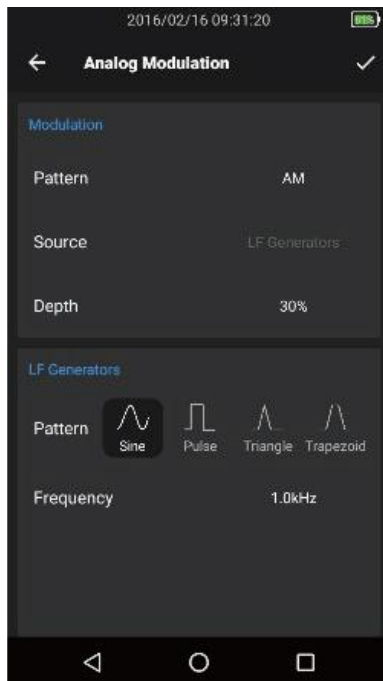 2016/02/16 09:31:20
Analog Modulation
Modulation
Pattern AM
Source LF Generators
Depth 30%
LF Generators
Pattern Sine Pulse Triangle Trapezoid
Frequency 1.0kHz